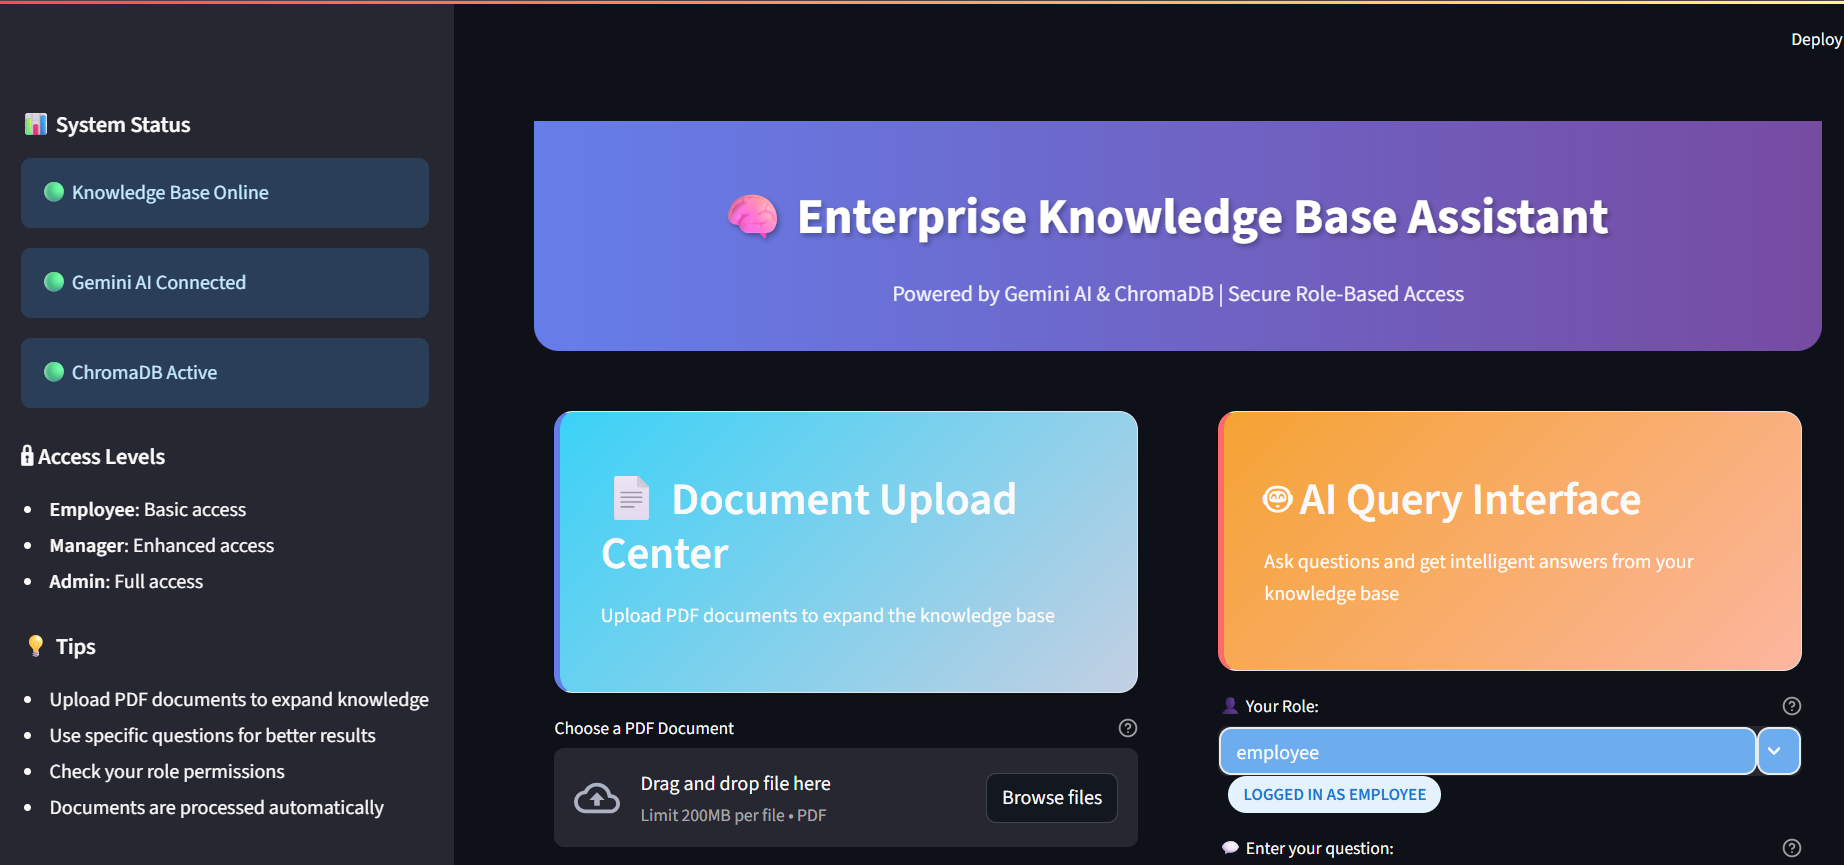 Deploy
System Status
Knowledge Base Online
Gemini AI Connected
ChromaDB Active
Access Levels
Employee: Basic access
Manager: Enhanced access
Admin: Full access
Tips
Upload PDF documents to expand knowledge
Use specific questions for better results
Check your role permissions
Documents are processed automatically
Enterprise Knowledge Base Assistant
Powered by Gemini AI & ChromaDB | Secure Role-Based Access
Document Upload
Center
Upload PDF documents to expand the knowledge base
Choose a PDF Document
Drag and drop file here
Limit 200MB per file • PDF
Browse files
AI Query Interface
Ask questions and get intelligent answers from your
knowledge base
Your Role:
employee
LOGGED IN AS EMPLOYEE
Enter your question: